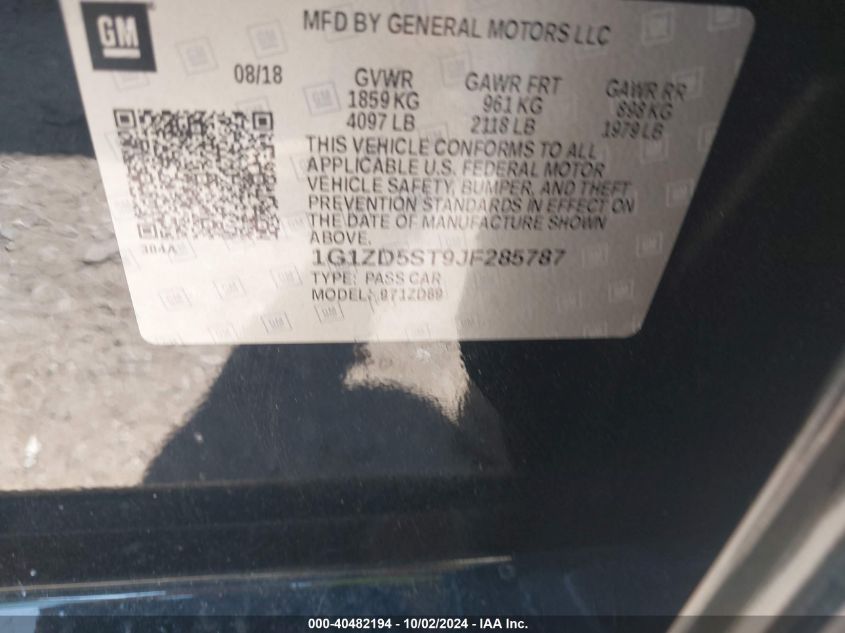 GM
MFD BY GENERAL MOTORS LLC
08/18 GVWR GAWR FRT GAWR RR
1859 KG 961 KG 898 KG
4097 LB 2118 LB 1979 LB
THIS VEHICLE CONFORMS TO ALL
APPLICABLE U.S. FEDERAL MOTOR
VEHICLE SAFETY, BUMPER, AND THEFT
PREVENTION STANDARDS IN EFFECT ON
THE DATE OF MANUFACTURE SHOWN
ABOVE.
384A
1G1ZD5ST9JF285787
TYPE: PASS CAR
MODEL: 971ZD69
000-40482194 - 10/02/2024 - IAA Inc.